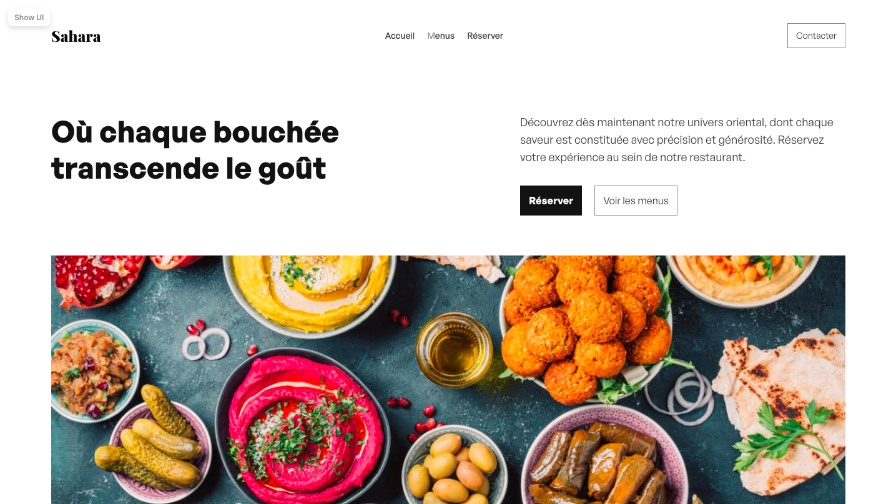 Show UI
Sahara
Accueil
Menus
Réserver
Contacter
Où chaque bouchée
transcende le goût
Découvrez dès maintenant notre univers oriental, dont chaque
saveur est constituée avec précision et générosité. Réservez
votre expérience au sein de notre restaurant.
Réserver
Voir les menus